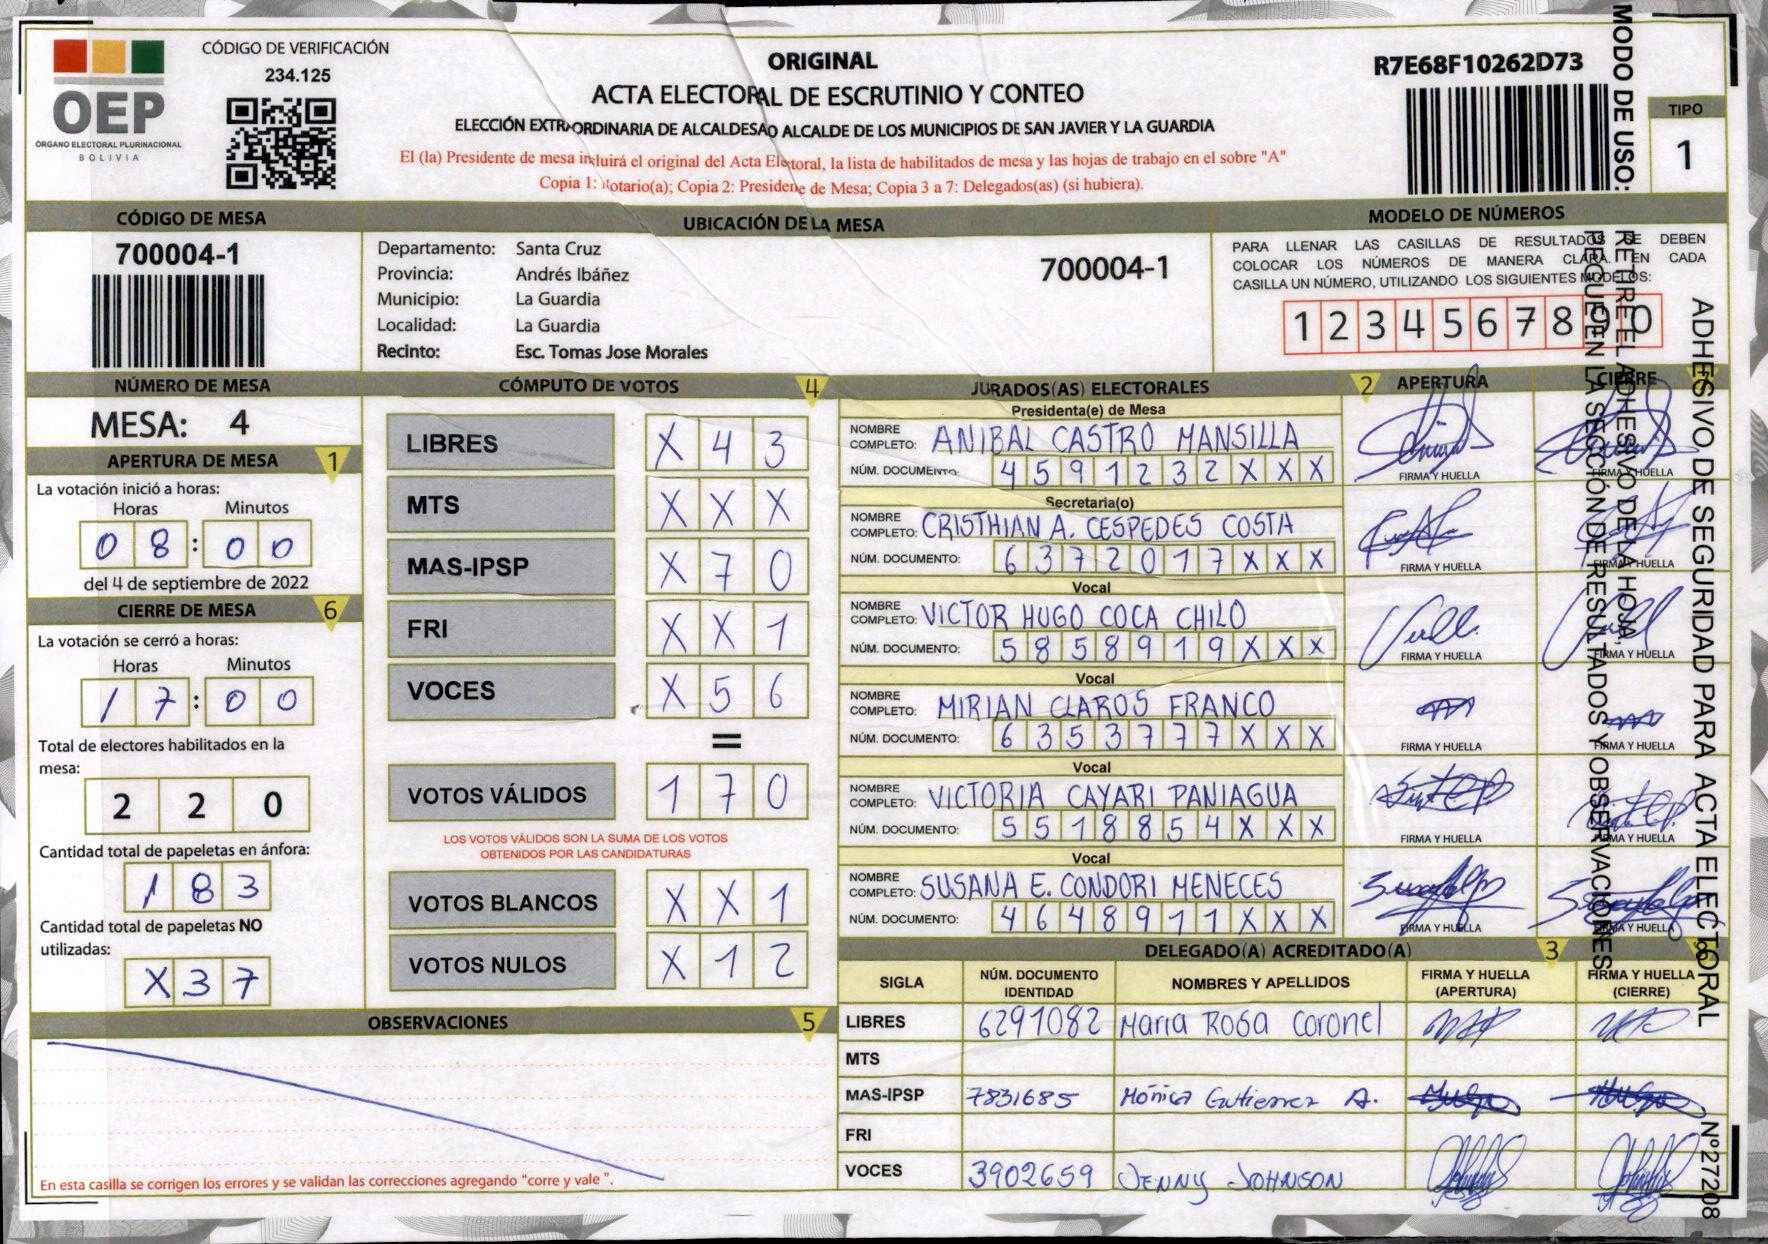 OEP
ÓRGANO ELECTORAL PLURINACIONAL
BOLIVIA
CÓDIGO DE VERIFICACIÓN
234.125
ORIGINAL
ACTA ELECTORAL DE ESCRUTINIO Y CONTEO
ELECCIÓN EXTRAORDINARIA DE ALCALDESA O ALCALDE DE LOS MUNICIPIOS DE SAN JAVIER Y LA GUARDIA
El (la) Presidente de mesa incluirá el original del Acta Electoral, la lista de habilitados de mesa y las hojas de trabajo en el sobre "A"
Copia 1: Notario(a); Copia 2: Presidente de Mesa; Copia 3 a 7: Delegados(as) (si hubiera).
R7E68F10262D73
TIPO
1
CÓDIGO DE MESA
700004-1
UBICACIÓN DE LA MESA
Departamento: Santa Cruz
Provincia: Andrés Ibáñez
Municipio: La Guardia
Localidad: La Guardia
Recinto: Esc. Tomas Jose Morales
700004-1
MODELO DE NÚMEROS
PARA LLENAR LAS CASILLAS DE RESULTADOS SE DEBEN
COLOCAR LOS NÚMEROS DE MANERA CLARA. EN CADA
CASILLA UN NÚMERO, UTILIZANDO LOS SIGUIENTES MODELOS:
1 2 3 4 5 6 7 8 9 0
NÚMERO DE MESA
MESA: 4
APERTURA DE MESA 1
La votación inició a horas:
Horas Minutos
08:00
del 4 de septiembre de 2022
CIERRE DE MESA 6
La votación se cerró a horas:
Horas Minutos
17:00
Total de electores habilitados en la
mesa:
2 2 0
Cantidad total de papeletas en ánfora:
1 8 3
Cantidad total de papeletas NO
utilizadas:
X 3 7
CÓMPUTO DE VOTOS 4
LIBRES X 4 3
MTS X X X
MAS-IPSP X 7 0
FRI X X 1
VOCES X 5 6
=
VOTOS VÁLIDOS 1 7 0
LOS VOTOS VÁLIDOS SON LA SUMA DE LOS VOTOS
OBTENIDOS POR LAS CANDIDATURAS
VOTOS BLANCOS X X 1
VOTOS NULOS X 1 2
OBSERVACIONES 5
En esta casilla se corrigen los errores y se validan las correcciones agregando "corre y vale ".
JURADOS(AS) ELECTORALES 2 APERTURA CIERRE
Presidenta(e) de Mesa
NOMBRE COMPLETO: ANIBAL CASTRO MANSILLA
NÚM. DOCUMENTO: 4 5 9 1 2 3 2 X X X
FIRMA Y HUELLA FIRMA Y HUELLA
Secretaria(o)
NOMBRE COMPLETO: CRISTHIAN A. CESPEDES COSTA
NÚM. DOCUMENTO: 6 3 7 2 0 1 7 X X X
FIRMA Y HUELLA FIRMA Y HUELLA
Vocal
NOMBRE COMPLETO: VICTOR HUGO COCA CHILO
NÚM. DOCUMENTO: 5 8 5 8 9 1 9 X X X
FIRMA Y HUELLA FIRMA Y HUELLA
Vocal
NOMBRE COMPLETO: MIRIAN CLAROS FRANCO
NÚM. DOCUMENTO: 6 3 5 3 7 7 7 X X X
FIRMA Y HUELLA FIRMA Y HUELLA
Vocal
NOMBRE COMPLETO: VICTORIA CAYARI PANIAGUA
NÚM. DOCUMENTO: 5 5 1 8 8 5 4 X X X
FIRMA Y HUELLA FIRMA Y HUELLA
Vocal
NOMBRE COMPLETO: SUSANA E. CONDORI MENECES
NÚM. DOCUMENTO: 4 6 4 8 9 1 1 X X X
FIRMA Y HUELLA FIRMA Y HUELLA
DELEGADO(A) ACREDITADO(A) 3
SIGLA NÚM. DOCUMENTO IDENTIDAD NOMBRES Y APELLIDOS FIRMA Y HUELLA (APERTURA) FIRMA Y HUELLA (CIERRE)
LIBRES 6291082 Maria Rosa Coronel
MTS
MAS-IPSP 7831685 Mónica Gutierrez A.
FRI
VOCES 3902659 JENNY JOHNSON
MODO DE USO:
RETIRE EL ADHESIVO DE LA HOJA,
PEGUE EN LA SECCIÓN DE RESULTADOS Y OBSERVACIONES
ADHESIVO DE SEGURIDAD PARA ACTA ELECTORAL
Nº27208